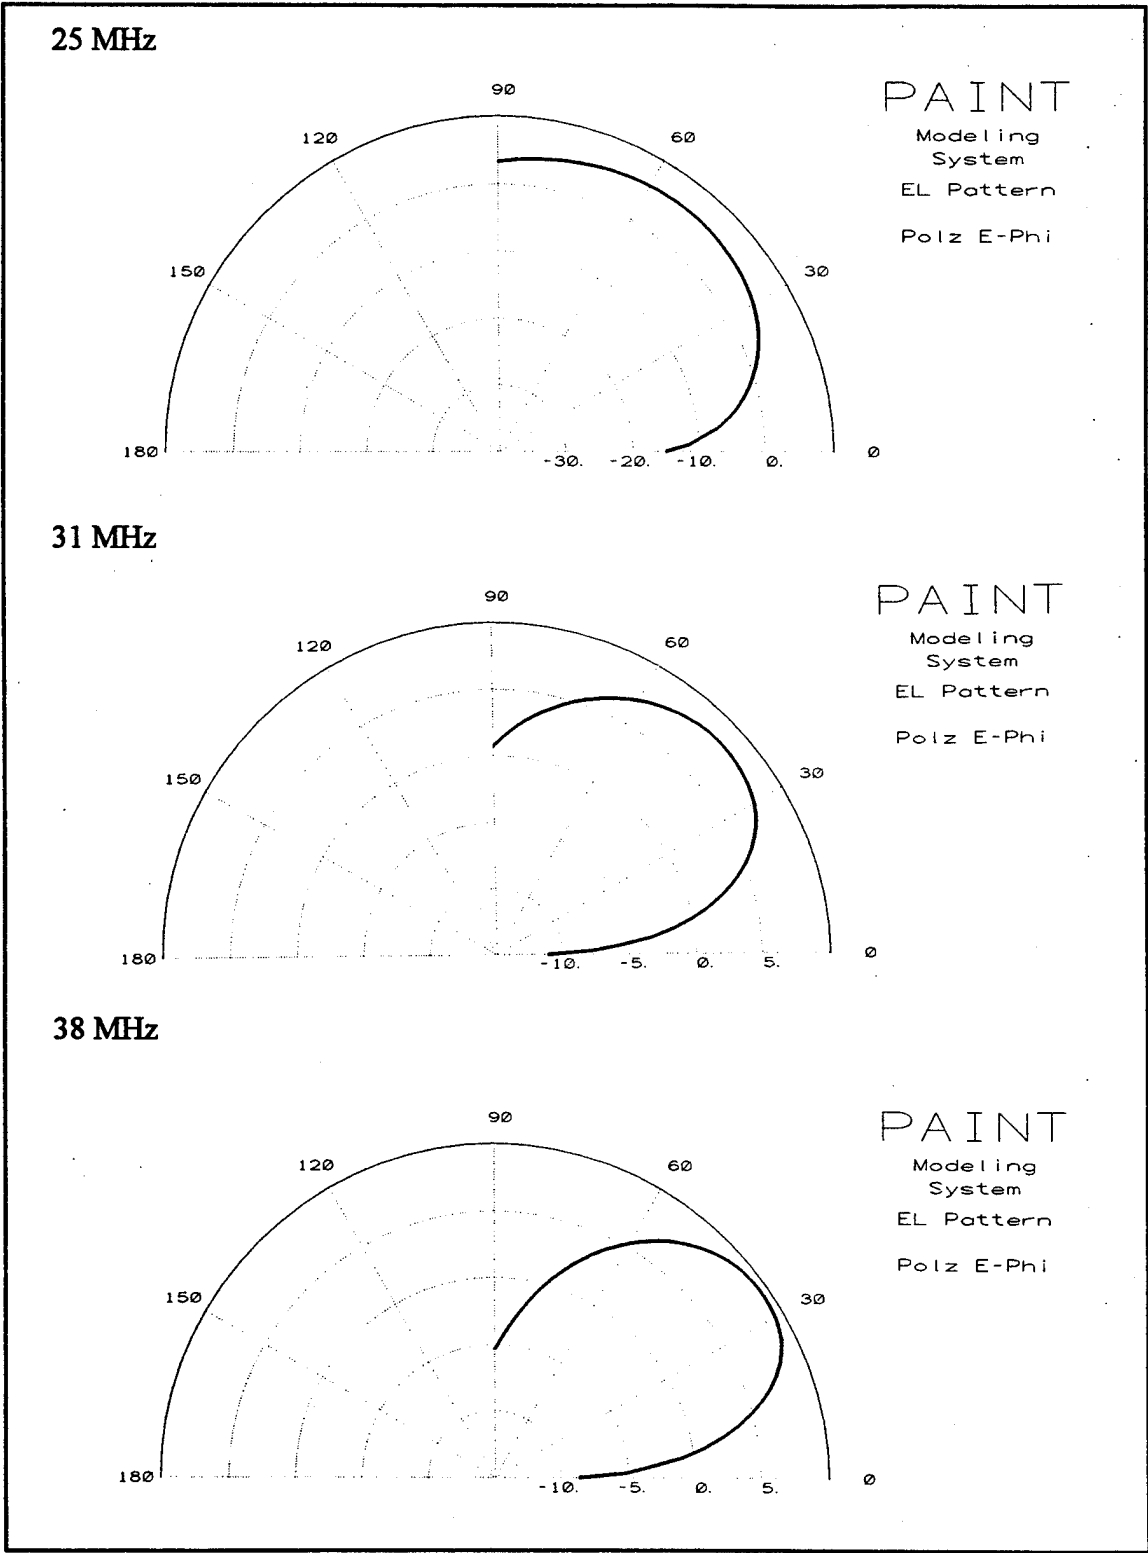 25 MHz
90
120
60
150
30
180
-30. -20. -10. 0.
0
PAINT
Modeling
System
EL Pattern
Polz E-Phi
31 MHz
90
120
60
150
30
180
-10. -5. 0. 5.
0
PAINT
Modeling
System
EL Pattern
Polz E-Phi
38 MHz
90
120
60
150
30
180
-10. -5. 0. 5.
0
PAINT
Modeling
System
EL Pattern
Polz E-Phi